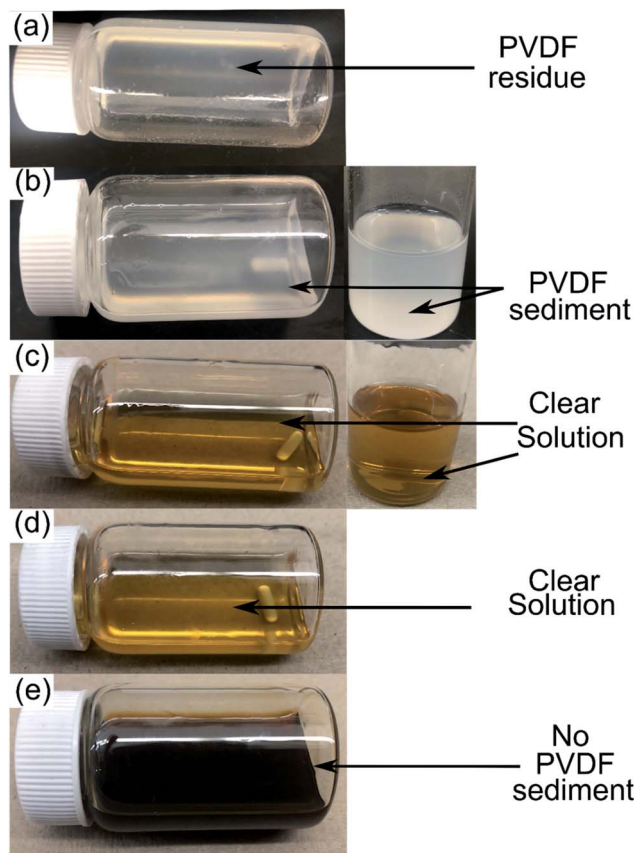 (a)
PVDF
residue
(b)
PVDF
sediment
(c)
Clear
Solution
(d)
Clear
Solution
(e)
No
PVDF
sediment